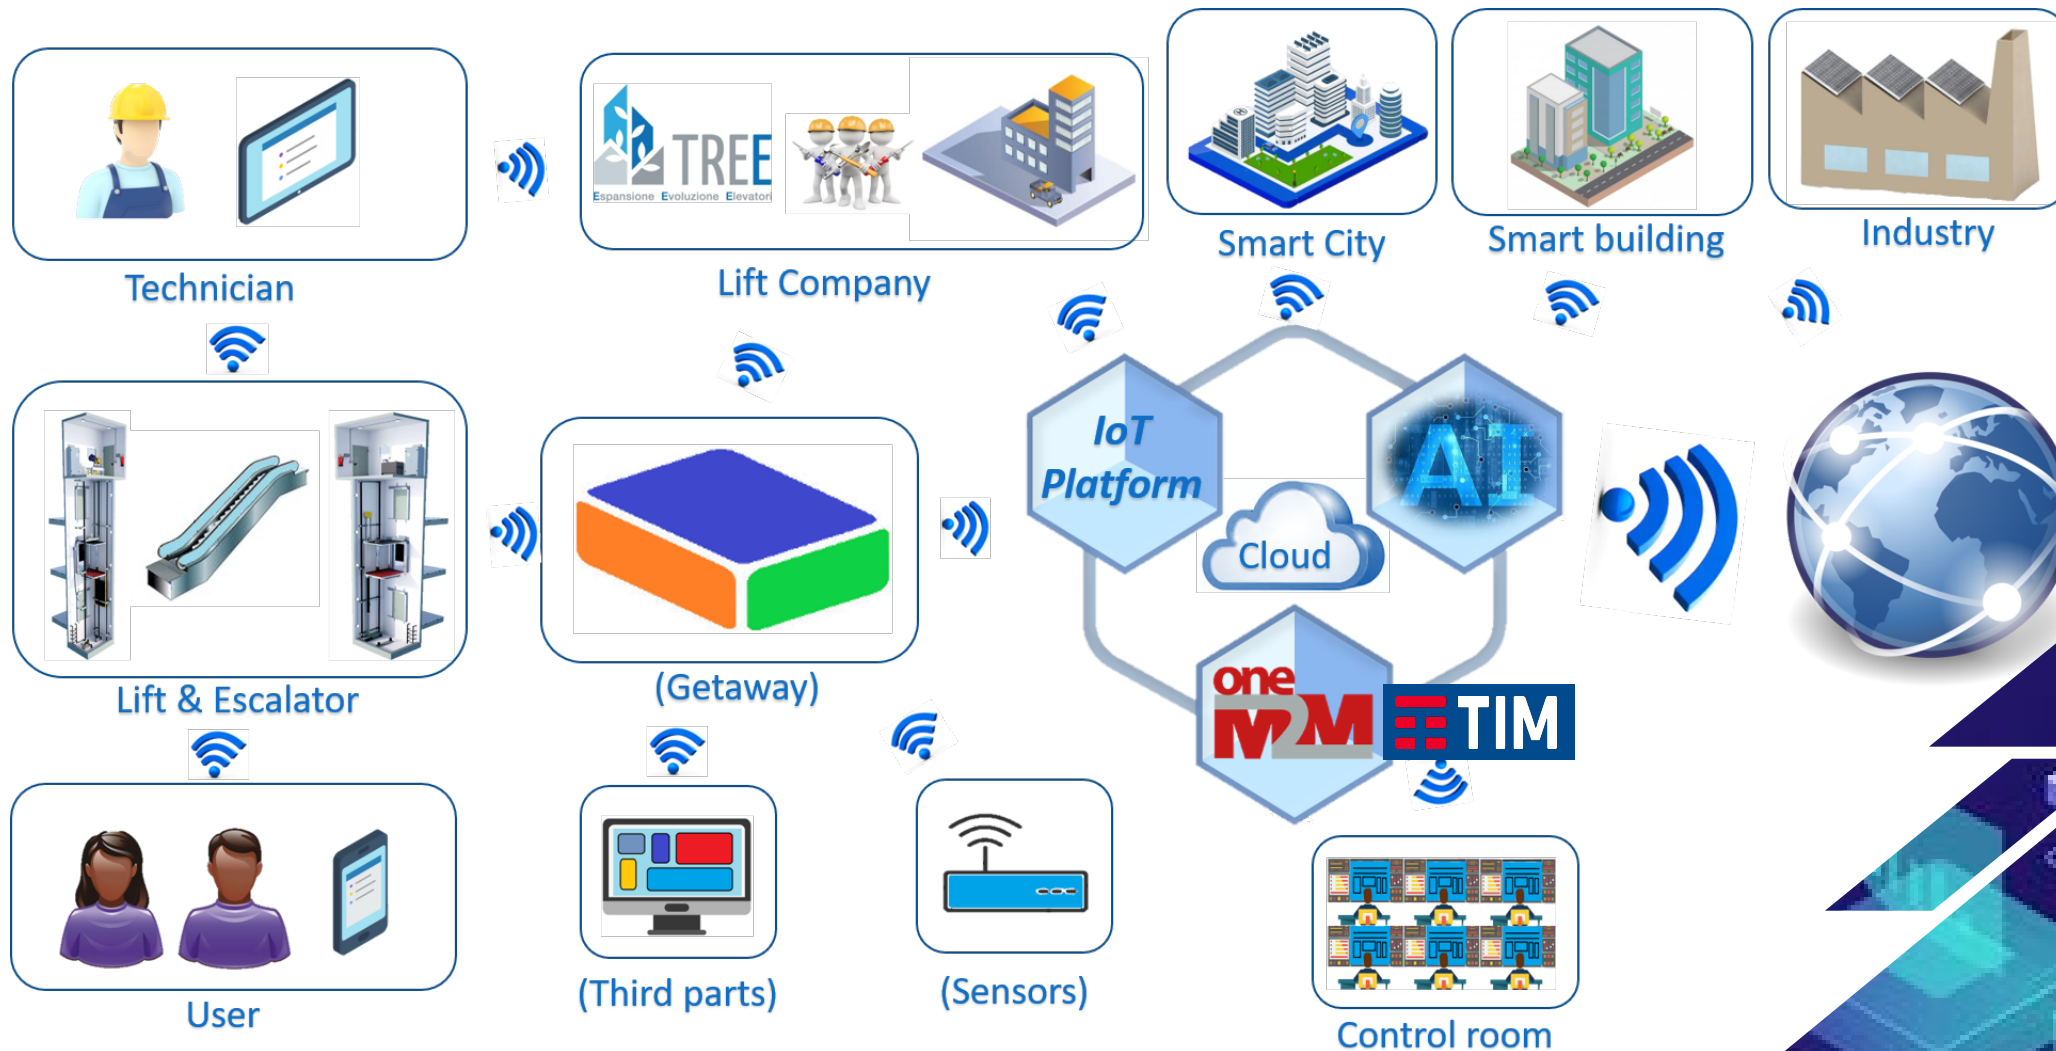 TREE
Espansione Evoluzione Elevatori
Technician
Lift Company
Smart City
Smart building
Industry
IoT
Platform
AI
Cloud
Lift & Escalator
(Getaway)
one
M2M
TIM
User
(Third parts)
(Sensors)
Control room